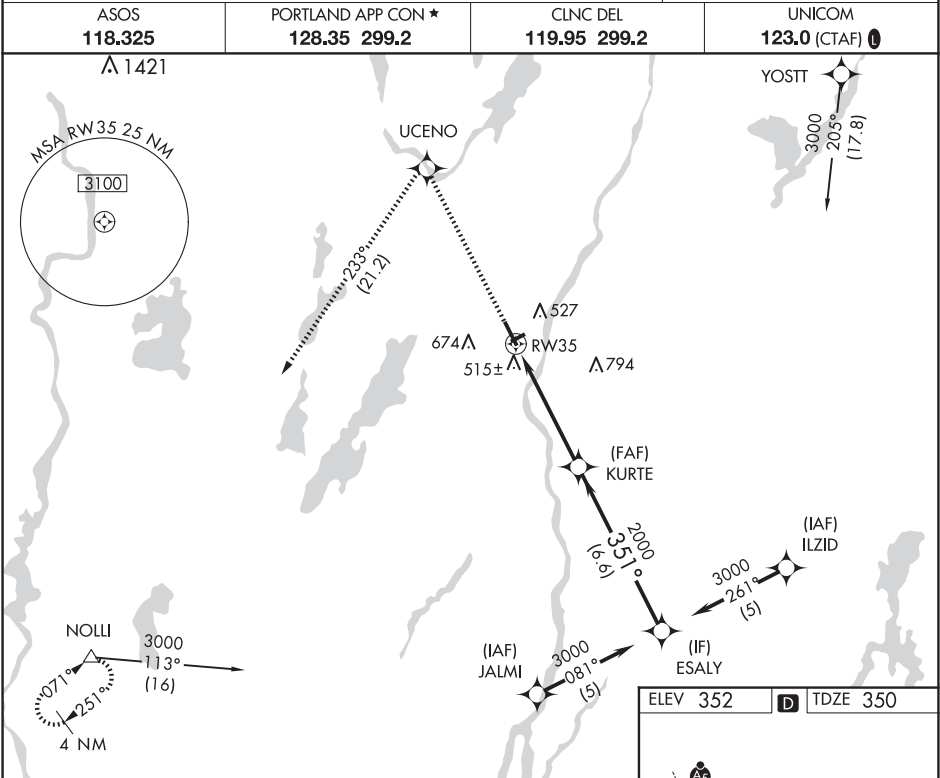 ASOS
118.325
PORTLAND APP CON ★
128.35 299.2
CLNC DEL
119.95 299.2
UNICOM
123.0 (CTAF) L
1421
MSA RW35 25 NM
3100
UCENO
YOSTT
3000
205°
(17.8)
233°
(21.2)
527
674
RW35
515±
794
(FAF)
KURTE
2000
351°
(6.6)
(IAF)
ILZID
3000
261°
(5)
NOLLI
3000
113°
(16)
071°
251°
4 NM
(IAF)
JALMI
3000
081°
(5)
(IF)
ESALY
ELEV 352
D
TDZE 350
A5